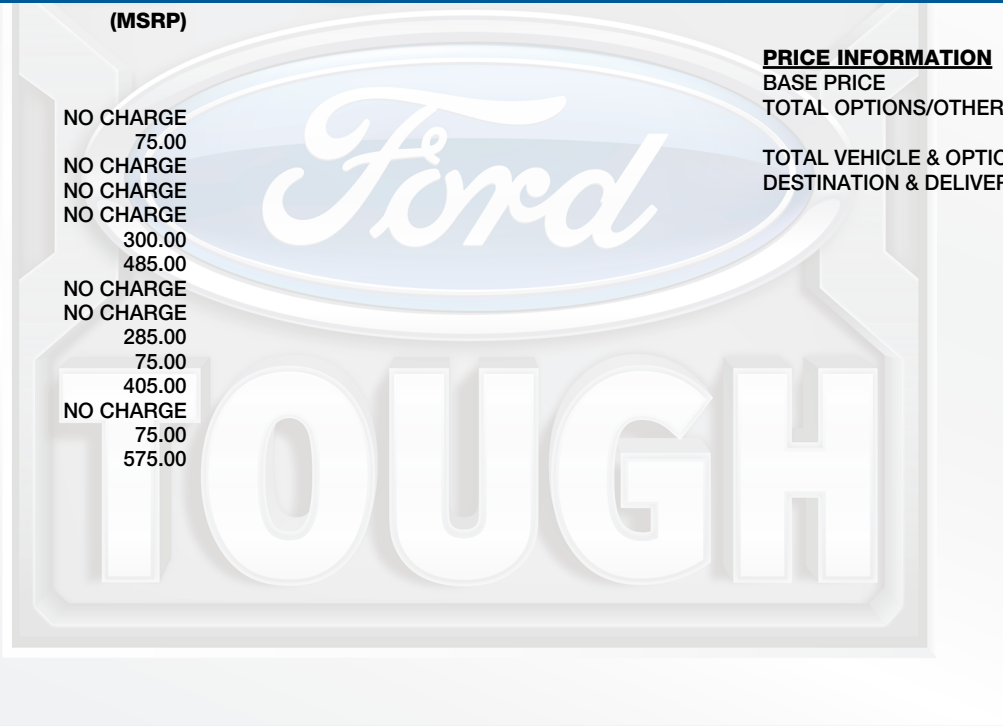 (MSRP)
NO CHARGE
75.00
NO CHARGE
NO CHARGE
NO CHARGE
300.00
485.00
NO CHARGE
NO CHARGE
285.00
75.00
405.00
NO CHARGE
75.00
575.00
PRICE INFORMATION
BASE PRICE
TOTAL OPTIONS/OTHER
TOTAL VEHICLE & OPTIO
DESTINATION & DELIVER
Ford
TOUGH